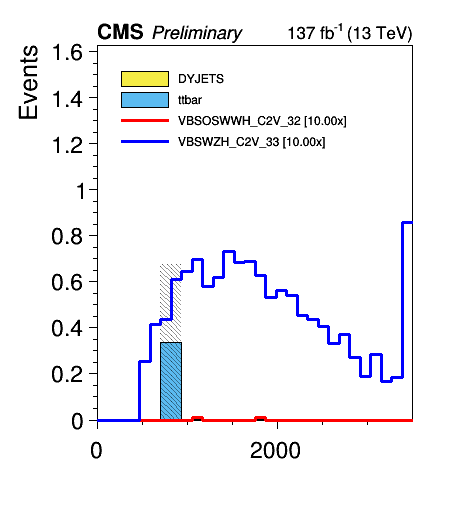 CMS Preliminary 137 fb-1 (13 TeV)
Events
1.6
1.4
1.2
1
0.8
0.6
0.4
0.2
0
DYJETS
ttbar
VBSOSWWH_C2V_32 [10.00x]
VBSWZH_C2V_33 [10.00x]
0 2000